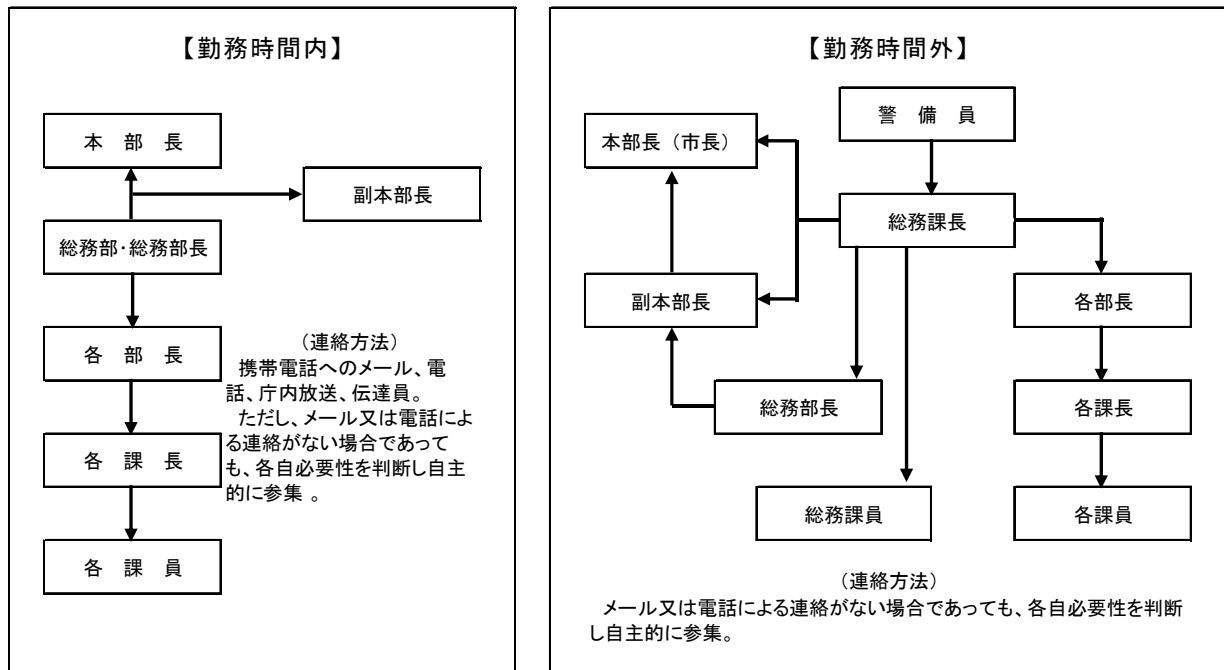 【勤務時間内】
本 部 長
副本部長
総務部・総務部長
各 部 長
(連絡方法)
携帯電話へのメール、電
話、庁内放送、伝達員。
ただし、メール又は電話によ
る連絡がない場合であって
も、各自必要性を判断し自主
的に参集 。
各 課 長
各 課 員
【勤務時間外】
警 備 員
本部長（市長）
総務課長
副本部長
各部長
総務部長
各課長
総務課員
各課員
(連絡方法)
メール又は電話による連絡がない場合であっても、各自必要性を判断
し自主的に参集。